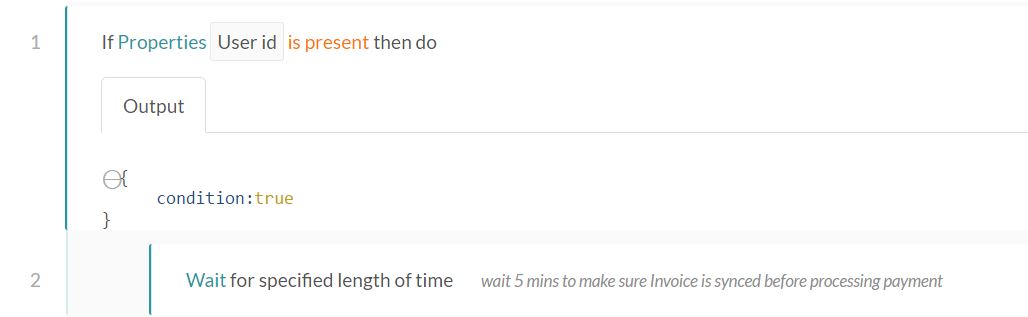 1 If Properties User id is present then do
Output
{
condition:true
}
2 Wait for specified length of time wait 5 mins to make sure Invoice is synced before processing payment